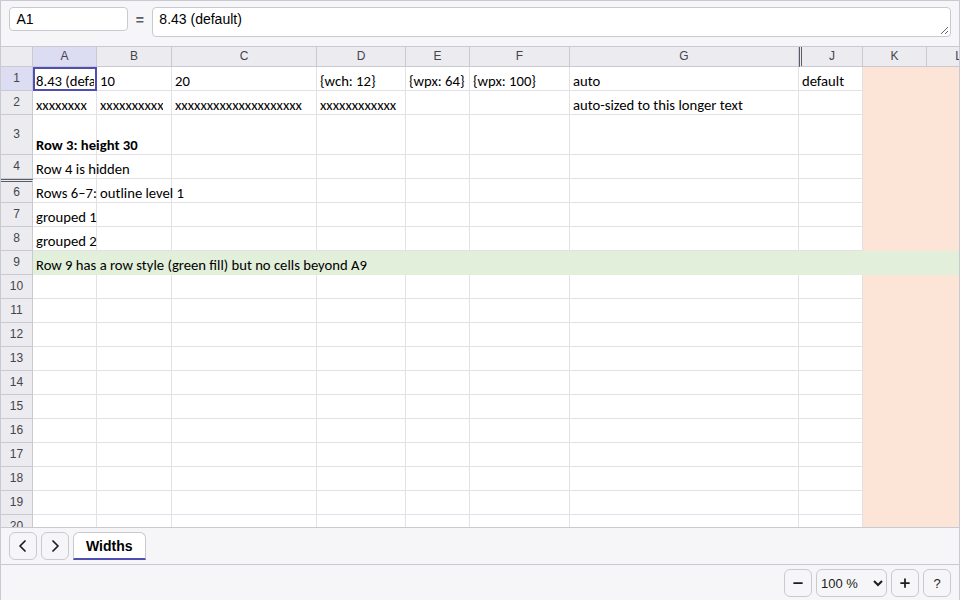 A1 = 8.43 (default)
A B C D E F G J K L
1 8.43 (defa 10 20 {wch: 12} {wpx: 64} {wpx: 100} auto default
2 xxxxxxxx xxxxxxxxxx xxxxxxxxxxxxxxxxxxxx xxxxxxxxxxxx auto-sized to this longer text
3 Row 3: height 30
4 Row 4 is hidden
6 Rows 6–7: outline level 1
7 grouped 1
8 grouped 2
9 Row 9 has a row style (green fill) but no cells beyond A9
10
11
12
13
14
15
16
17
18
19
20
Widths
− 100 % + ?